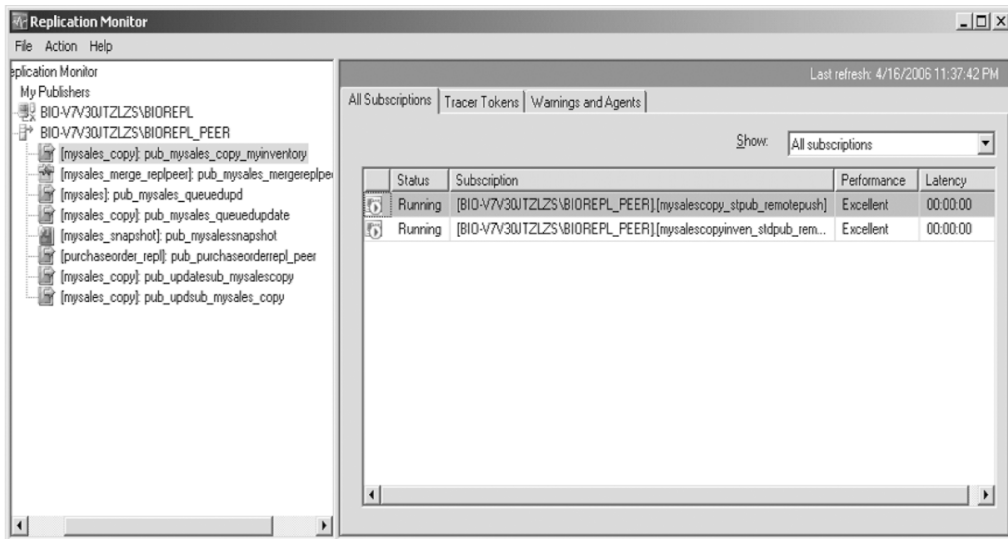 Replication Monitor
File Action Help
eplication Monitor
My Publishers
BIO-V7V30JTZLZS\BIOREPL
BIO-V7V30JTZLZS\BIOREPL_PEER
[mysales_copy]: pub_mysales_copy_myinventory
[mysales_merge_replpeer]: pub_mysales_mergereplpee
[mysales]: pub_mysales_queuedupd
[mysales_copy]: pub_mysales_queuedupdate
[mysales_snapshot]: pub_mysalessnapshot
[purchaseorder_repl]: pub_purchaseorderrepl_peer
[mysales_copy]: pub_updatesub_mysalescopy
[mysales_copy]: pub_updsub_mysales_copy
Last refresh: 4/16/2006 11:37:42 PM
All Subscriptions Tracer Tokens Warnings and Agents
Show: All subscriptions
Status Subscription Performance Latency
Running [BIO-V7V30JTZLZS\BIOREPL_PEER].[mysalescopy_stpub_remotepush] Excellent 00:00:00
Running [BIO-V7V30JTZLZS\BIOREPL_PEER].[mysalescopyinven_stdpub_rem... Excellent 00:00:00